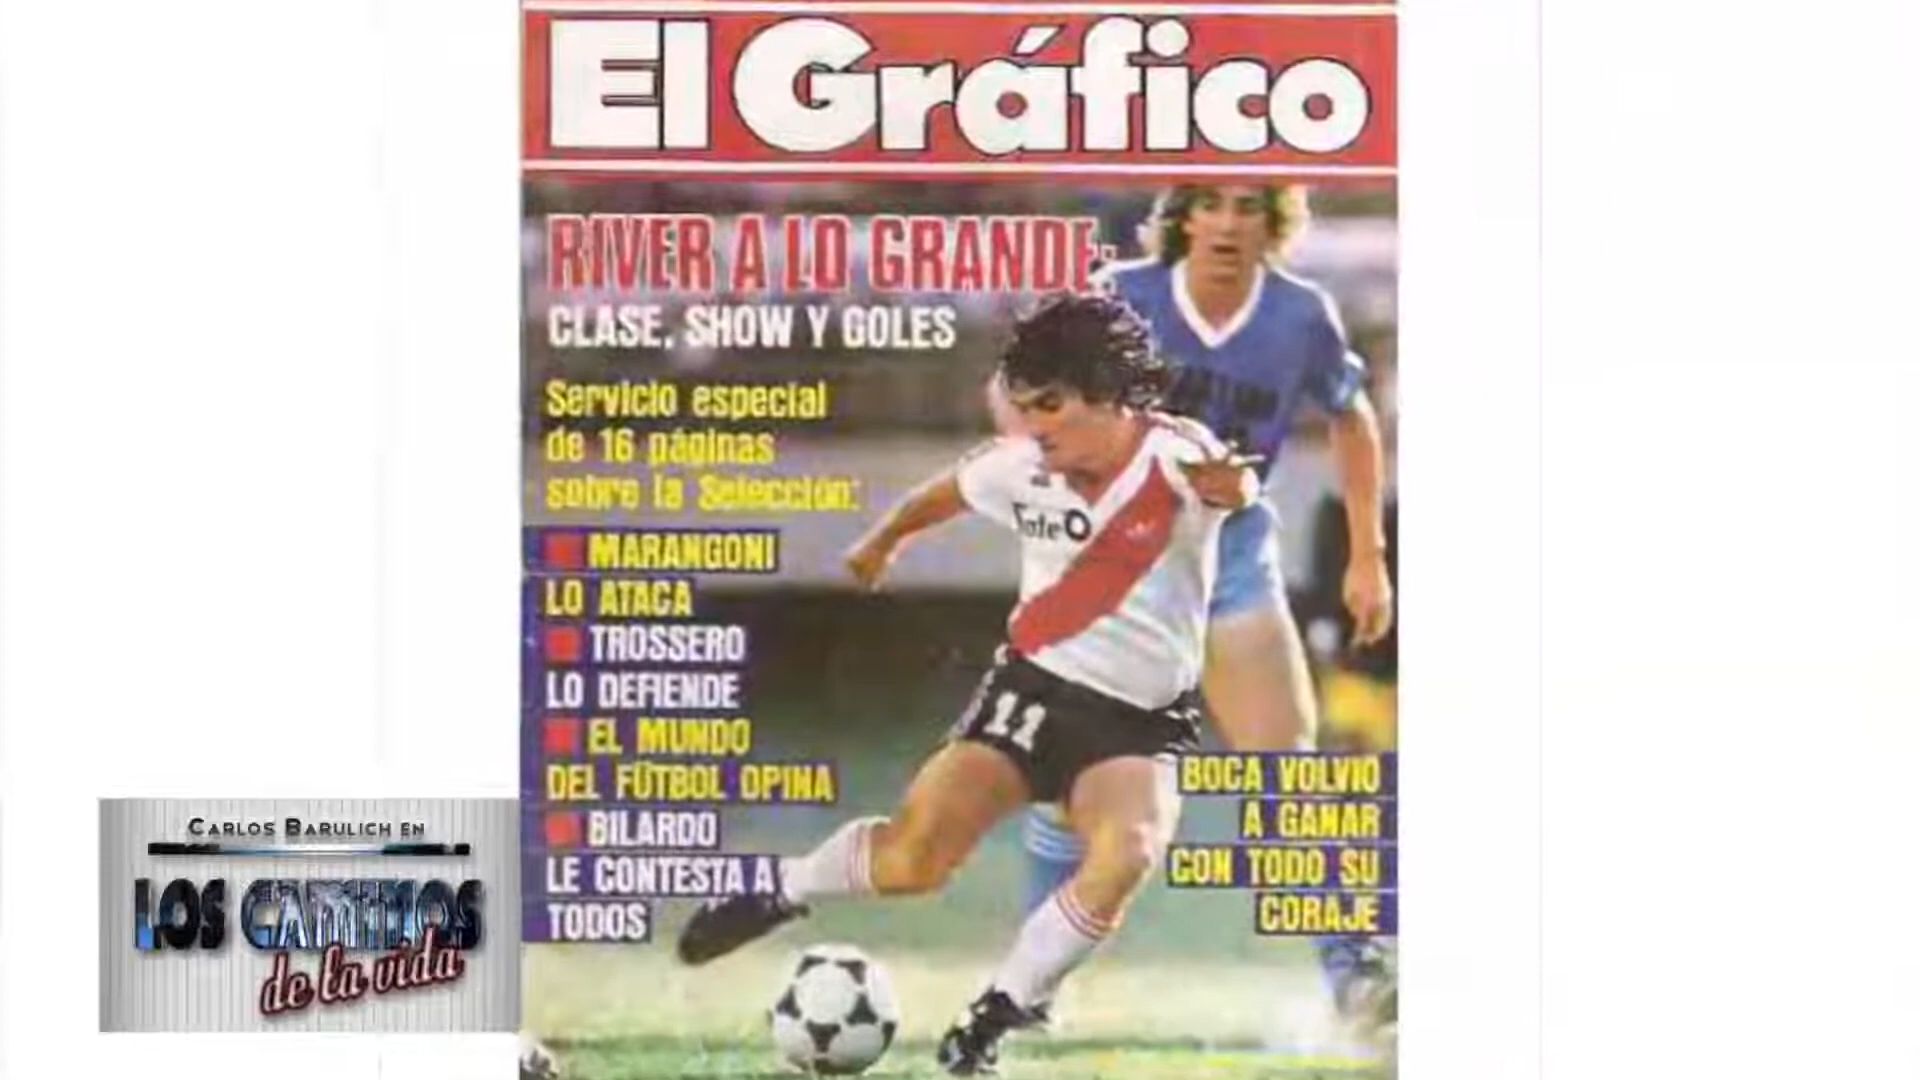 El Gráfico
RIVER A LO GRANDE:
CLASE, SHOW Y GOLES
Servicio especial
de 16 páginas
sobre la Selección:
MARANGONI
LO ATACA
TROSSERO
LO DEFIENDE
EL MUNDO
DEL FÚTBOL OPINA
BILARDO
LE CONTESTA A
TODOS
11
BOCA VOLVIO
A GANAR
CON TODO SU
CORAJE
CARLOS BARULICH EN
LOS CAMINOS
de la vida